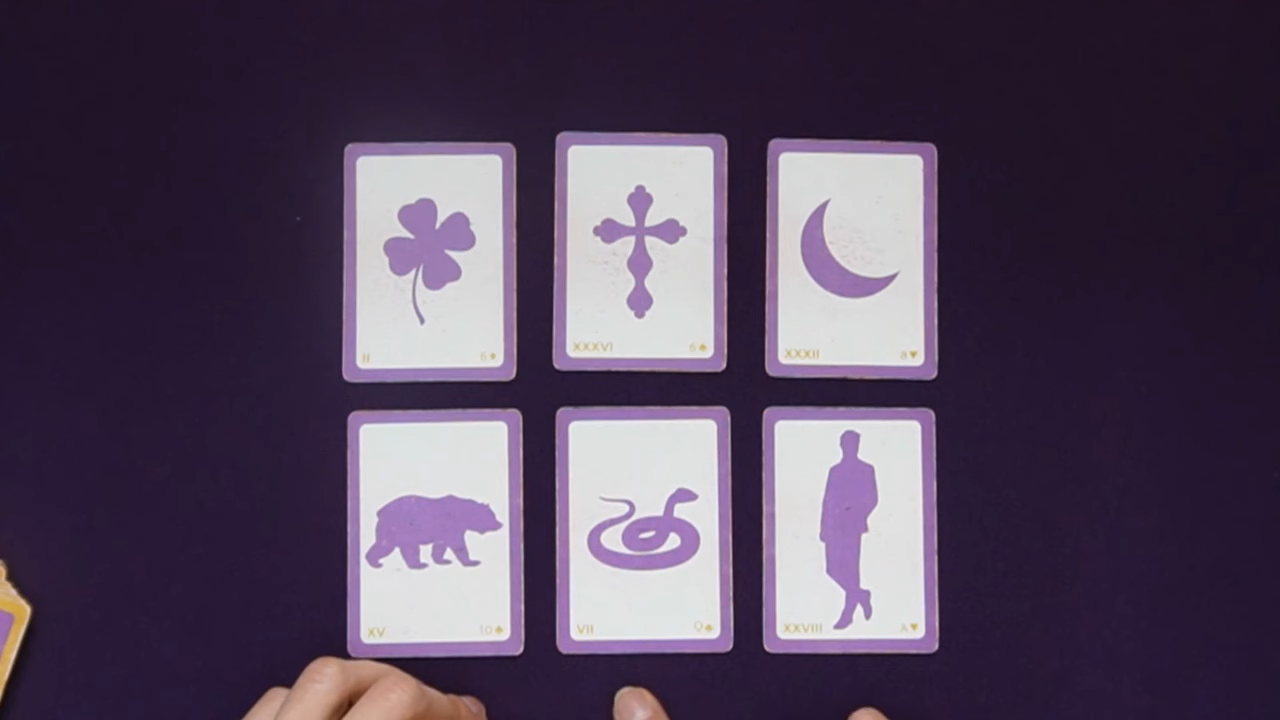 II 6♦
XXXVI 6♣
XXXII 8♥
XV 10♣
VII Q♣
XXVIII A♥